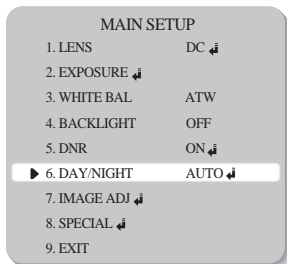 MAIN SETUP
1. LENS DC ↲
2. EXPOSURE ↲
3. WHITE BAL ATW
4. BACKLIGHT OFF
5. DNR ON ↲
▶ 6. DAY/NIGHT AUTO ↲
7. IMAGE ADJ ↲
8. SPECIAL ↲
9. EXIT